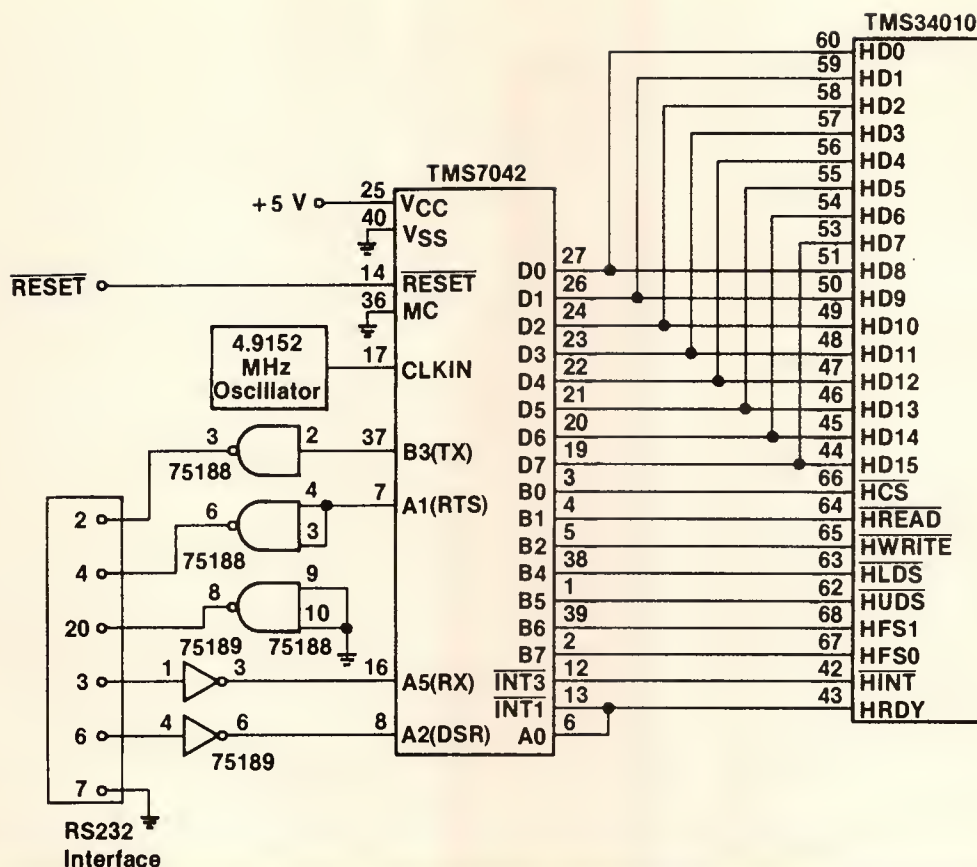 TMS34010
60 HD0
59 HD1
58 HD2
57 HD3
56 HD4
55 HD5
54 HD6
53 HD7
51 HD8
50 HD9
49 HD10
48 HD11
47 HD12
46 HD13
45 HD14
44 HD15
66 HCS
64 HREAD
65 HWRITE
63 HLDS
62 HUDS
68 HFS1
67 HFS0
42 HINT
43 HRDY
TMS7042
+5 V 25 VCC
40 VSS
RESET 14 RESET
36 MC
4.9152
MHz
Oscillator
17 CLKIN
3 2 37 B3(TX)
75188
6 4 7 A1(RTS)
3
75188
8 9
10
75189 75188
1 3 16 A5(RX)
4 6 8 A2(DSR)
75189
D0 27
D1 26
D2 24
D3 23
D4 22
D5 21
D6 20
D7 19
B0 3
B1 4
B2 5
B4 38
B5 1
B6 39
B7 2
INT3 12
INT1 13
A0 6
2
4
20
3
6
7
RS232
Interface